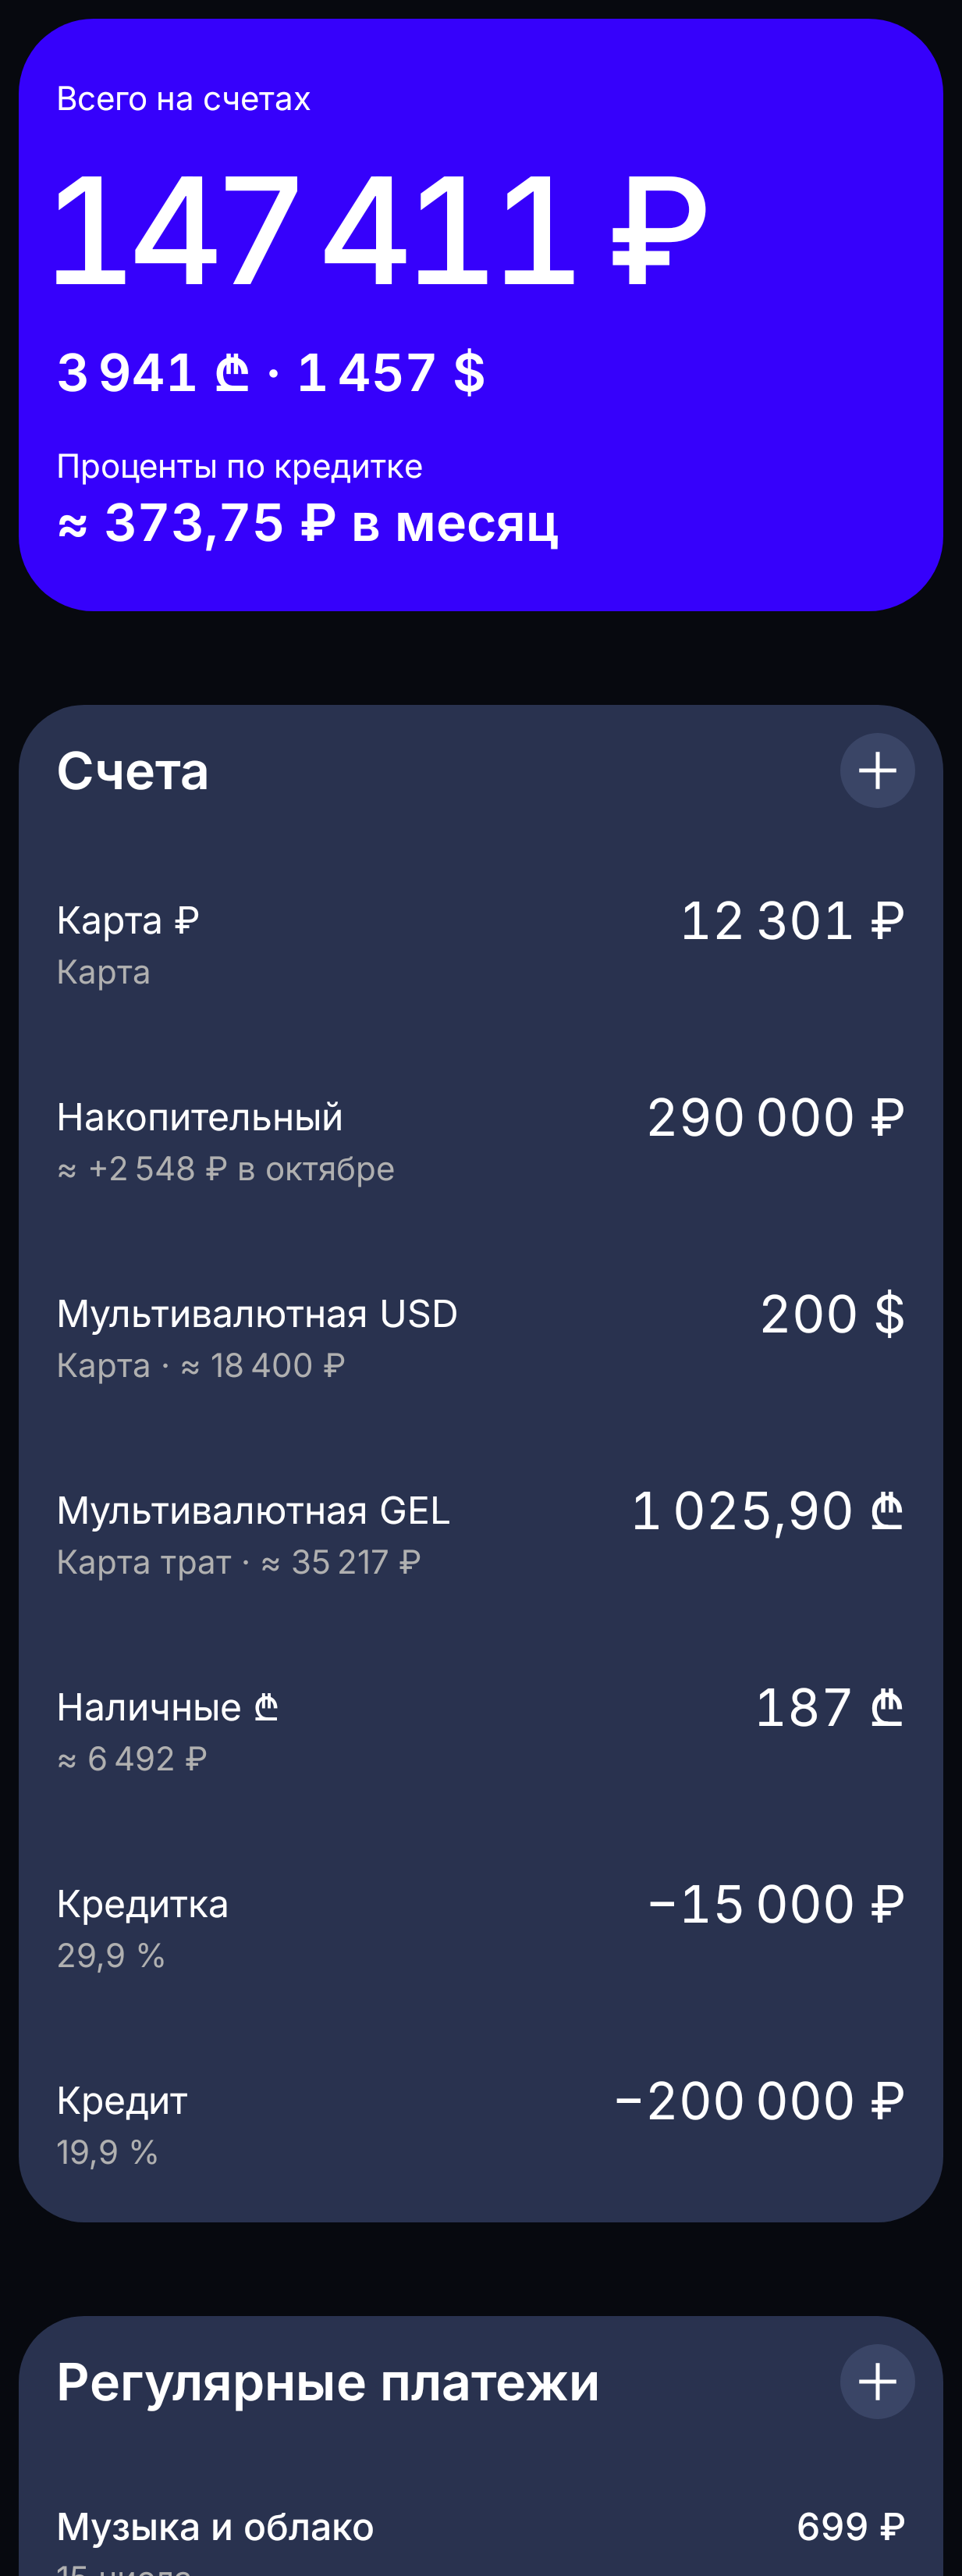 Всего на счетах
147 411 ₽
3 941 ₾ · 1 457 $
Проценты по кредитке
≈ 373,75 ₽ в месяц
Счета
Карта ₽
12 301 ₽
Карта
Накопительный
290 000 ₽
≈ +2 548 ₽ в октябре
Мультивалютная USD
200 $
Карта · ≈ 18 400 ₽
Мультивалютная GEL
1 025,90 ₾
Карта трат · ≈ 35 217 ₽
Наличные ₾
187 ₾
≈ 6 492 ₽
Кредитка
−15 000 ₽
29,9 %
Кредит
−200 000 ₽
19,9 %
Регулярные платежи
Музыка и облако
699 ₽
15 числа